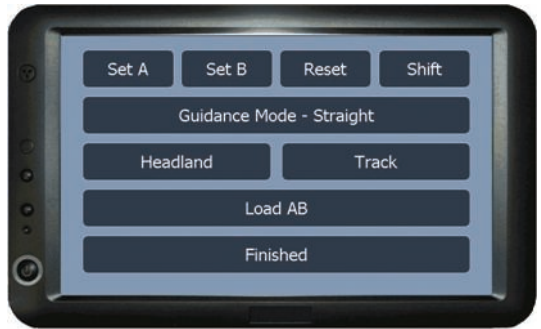 Set A Set B Reset Shift
Guidance Mode - Straight
Headland Track
Load AB
Finished